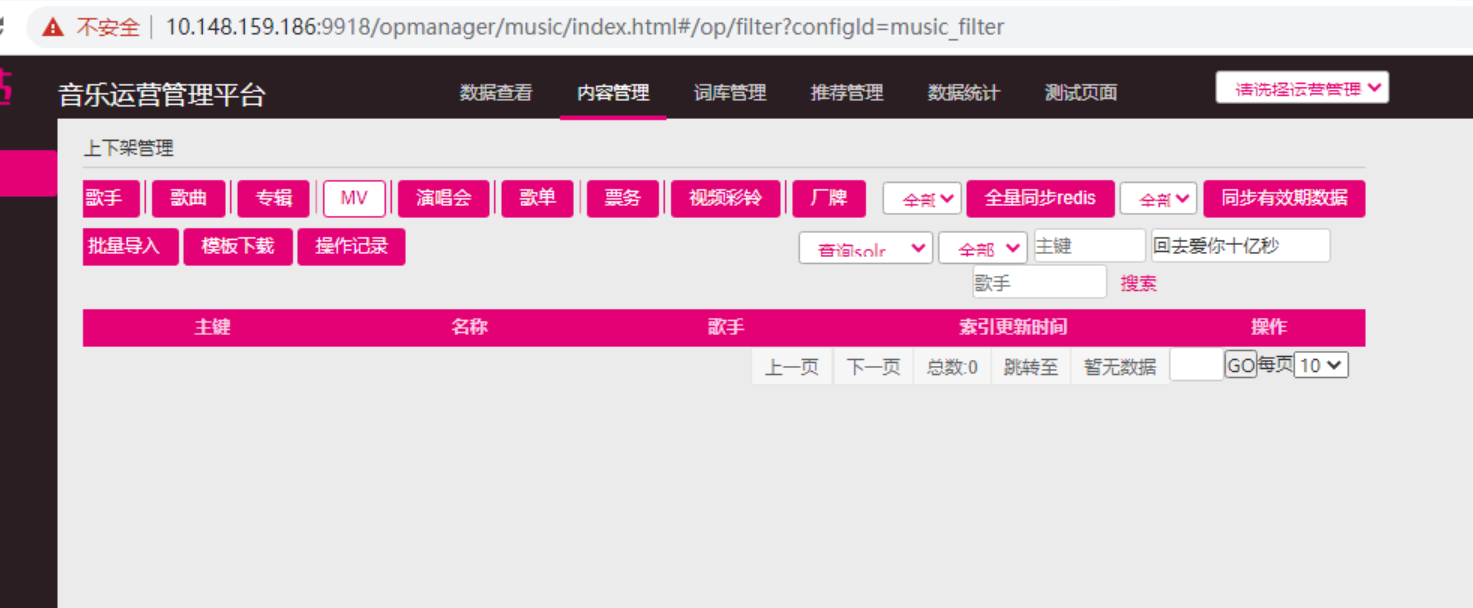 不安全 | 10.148.159.186:9918/opmanager/music/index.html#/op/filter?configId=music_filter
音乐运营管理平台 数据查看 内容管理 词库管理 推荐管理 数据统计 测试页面 请选择运营管理
上下架管理
歌手 歌曲 专辑 MV 演唱会 歌单 票务 视频彩铃 厂牌 全部 全量同步redis 全部 同步有效期数据
批量导入 模板下载 操作记录 查询solr 全部 主键 回去爱你十亿秒
歌手 搜索
主键 名称 歌手 索引更新时间 操作
上一页 下一页 总数:0 跳转至 暂无数据 GO每页10